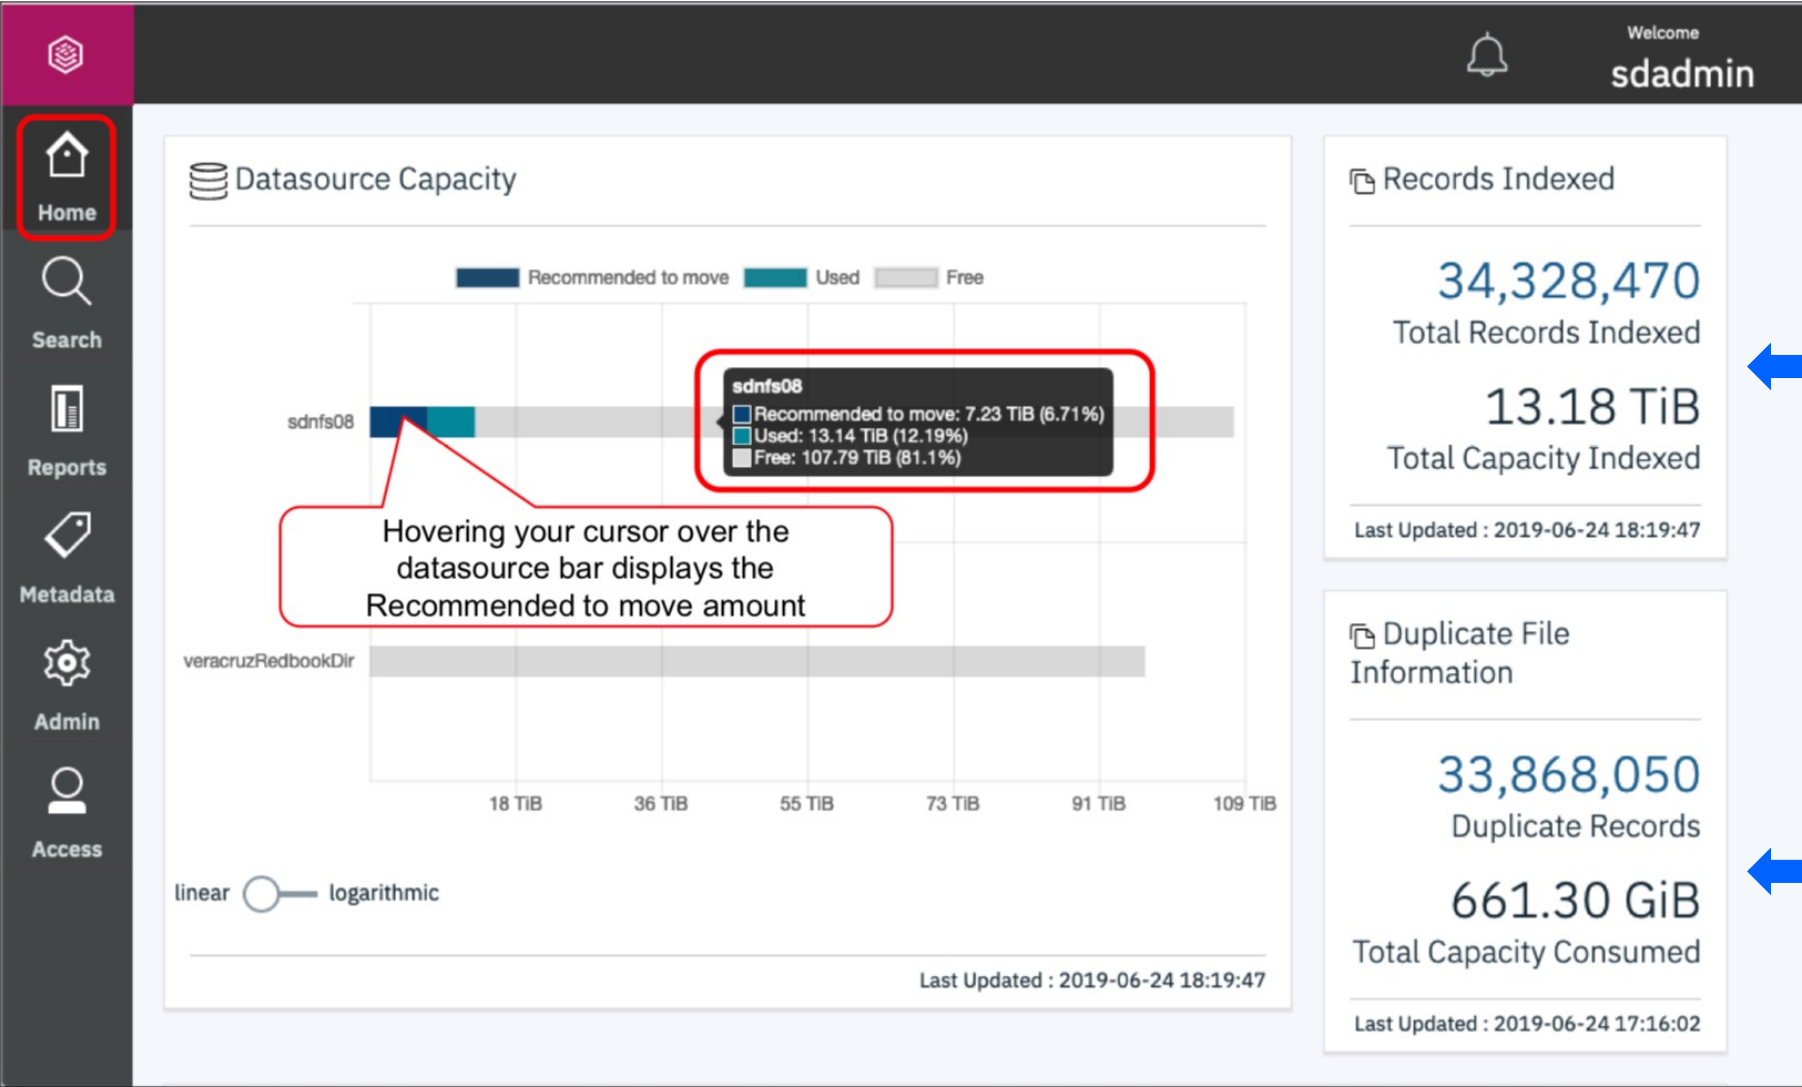 Welcome
sdadmin
Home
Search
Reports
Metadata
Admin
Access
Datasource Capacity
Recommended to move
Used
Free
sdnfs08
sdnfs08
Recommended to move: 7.23 TiB (6.71%)
Used: 13.14 TiB (12.19%)
Free: 107.79 TiB (81.1%)
Hovering your cursor over the
datasource bar displays the
Recommended to move amount
veracruzRedbookDir
18 TiB
36 TiB
55 TiB
73 TiB
91 TiB
109 TiB
linear
logarithmic
Last Updated : 2019-06-24 18:19:47
Records Indexed
34,328,470
Total Records Indexed
13.18 TiB
Total Capacity Indexed
Last Updated : 2019-06-24 18:19:47
Duplicate File
Information
33,868,050
Duplicate Records
661.30 GiB
Total Capacity Consumed
Last Updated : 2019-06-24 17:16:02